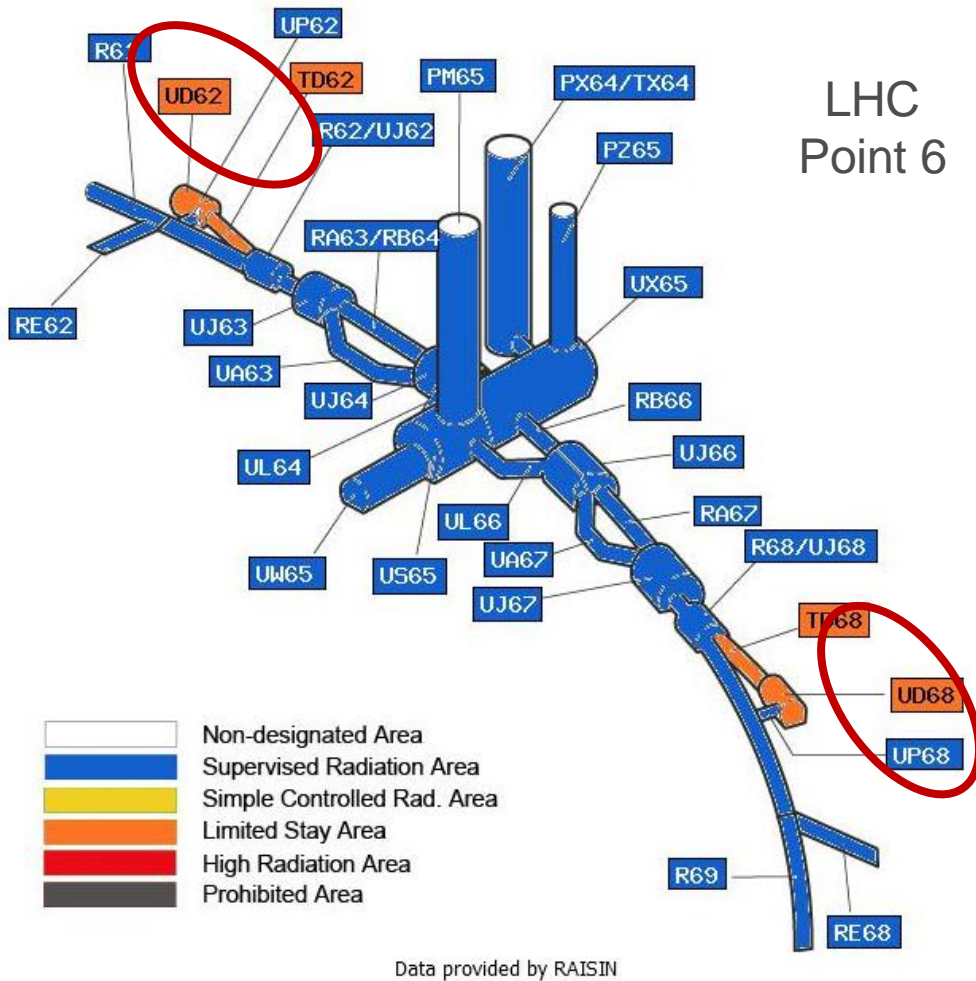 UP62
UD62
TD62
R62/UJ62
PM65
PX64/TX64
PZ65
LHC
Point 6
RA63/RB64
UX65
RE62
UJ63
UA63
UJ64
RB66
UL64
UJ66
UL66
RA67
UW65
US65
UA67
R68/UJ68
UJ67
TD68
UD68
UP68
Non-designated Area
Supervised Radiation Area
Simple Controlled Rad. Area
Limited Stay Area
High Radiation Area
Prohibited Area
R69
RE68
Data provided by RAISIN